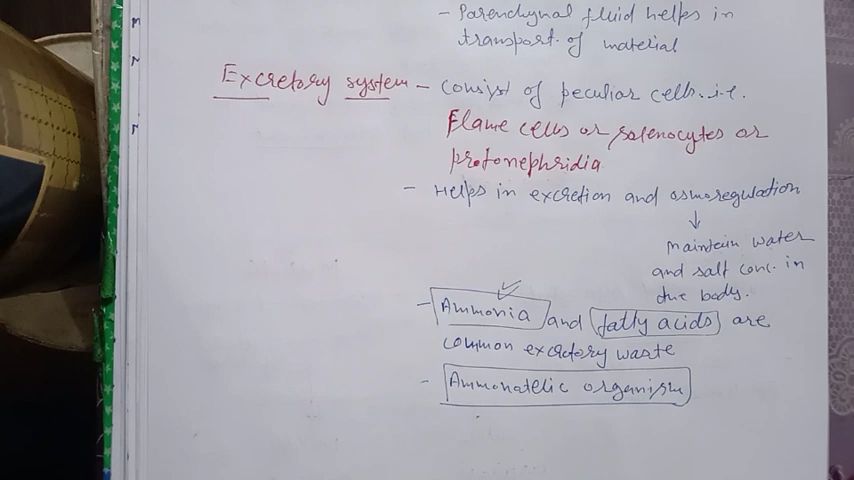 - Parenchymal fluid helps in
transport of material
Excretory system - consist of peculiar cells. i.e.
Flame cells or solenocytes or
protonephridia
- Helps in excretion and osmoregulation
↓
maintain water
and salt conc. in
the body.
- Ammonia and fatty acids are
common excretory waste
- Ammonatelic organism